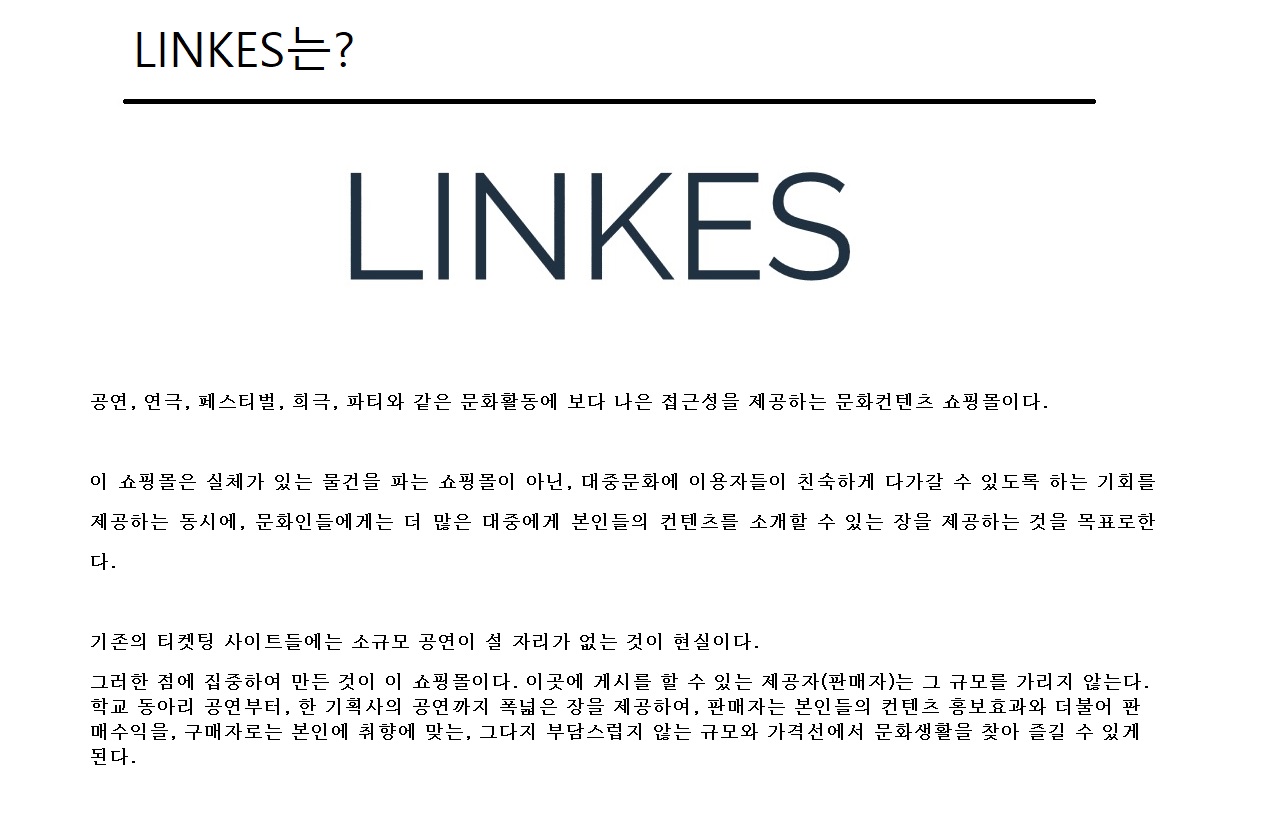 LINKES는?
LINKES
공연, 연극, 페스티벌, 희극, 파티와 같은 문화활동에 보다 나은 접근성을 제공하는 문화컨텐츠 쇼핑몰이다.
이 쇼핑몰은 실체가 있는 물건을 파는 쇼핑몰이 아닌, 대중문화에 이용자들이 친숙하게 다가갈 수 있도록 하는 기회를
제공하는 동시에, 문화인들에게는 더 많은 대중에게 본인들의 컨텐츠를 소개할 수 있는 장을 제공하는 것을 목표로한
다.
기존의 티켓팅 사이트들에는 소규모 공연이 설 자리가 없는 것이 현실이다.
그러한 점에 집중하여 만든 것이 이 쇼핑몰이다. 이곳에 게시를 할 수 있는 제공자(판매자)는 그 규모를 가리지 않는다.
학교 동아리 공연부터, 한 기획사의 공연까지 폭넓은 장을 제공하여, 판매자는 본인들의 컨텐츠 홍보효과와 더불어 판
매수익을, 구매자로는 본인에 취향에 맞는, 그다지 부담스럽지 않는 규모와 가격선에서 문화생활을 찾아 즐길 수 있게
된다.